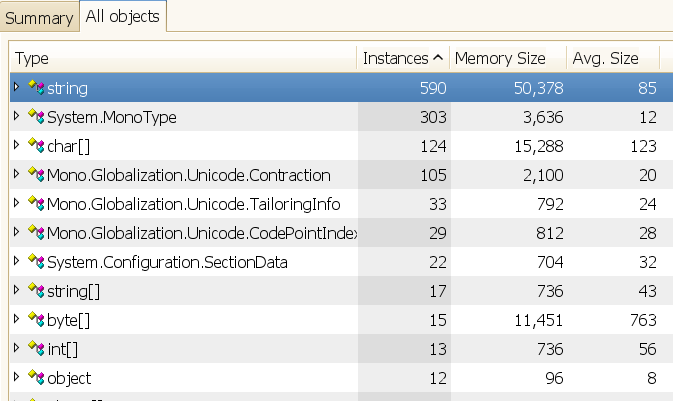 Summary All objects
Type Instances Memory Size Avg. Size
string 590 50,378 85
System.MonoType 303 3,636 12
char[] 124 15,288 123
Mono.Globalization.Unicode.Contraction 105 2,100 20
Mono.Globalization.Unicode.TailoringInfo 33 792 24
Mono.Globalization.Unicode.CodePointIndex 29 812 28
System.Configuration.SectionData 22 704 32
string[] 17 736 43
byte[] 15 11,451 763
int[] 13 736 56
object 12 96 8